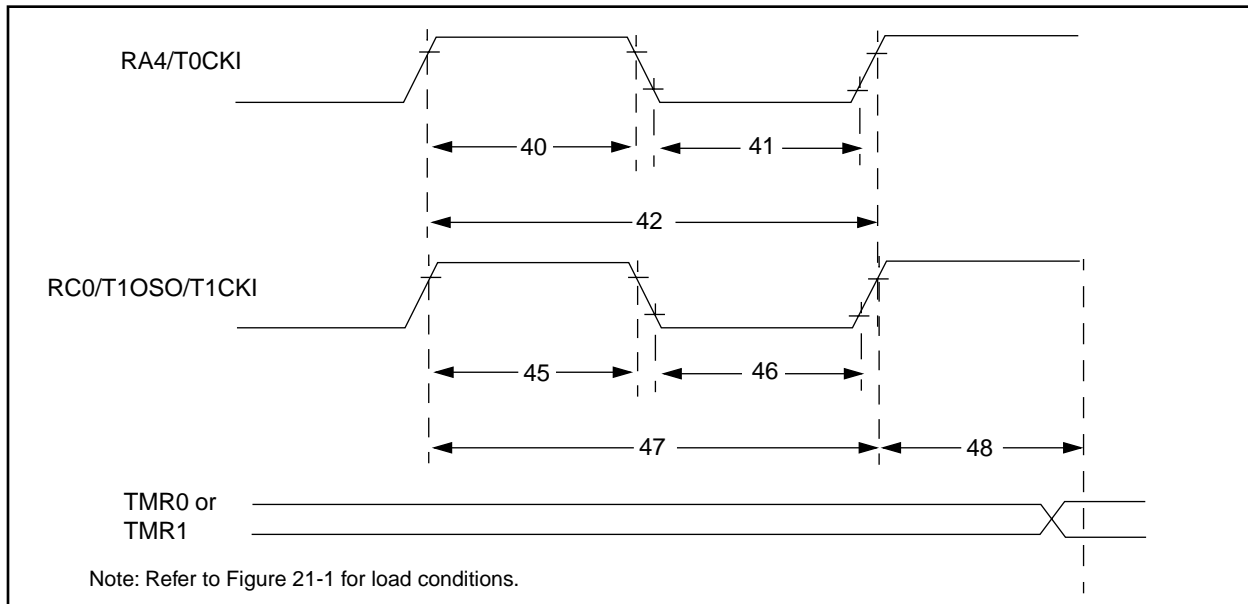 RA4/T0CKI
40
41
42
RC0/T1OSO/T1CKI
45
46
47
48
TMR0 or
TMR1
Note: Refer to Figure 21-1 for load conditions.